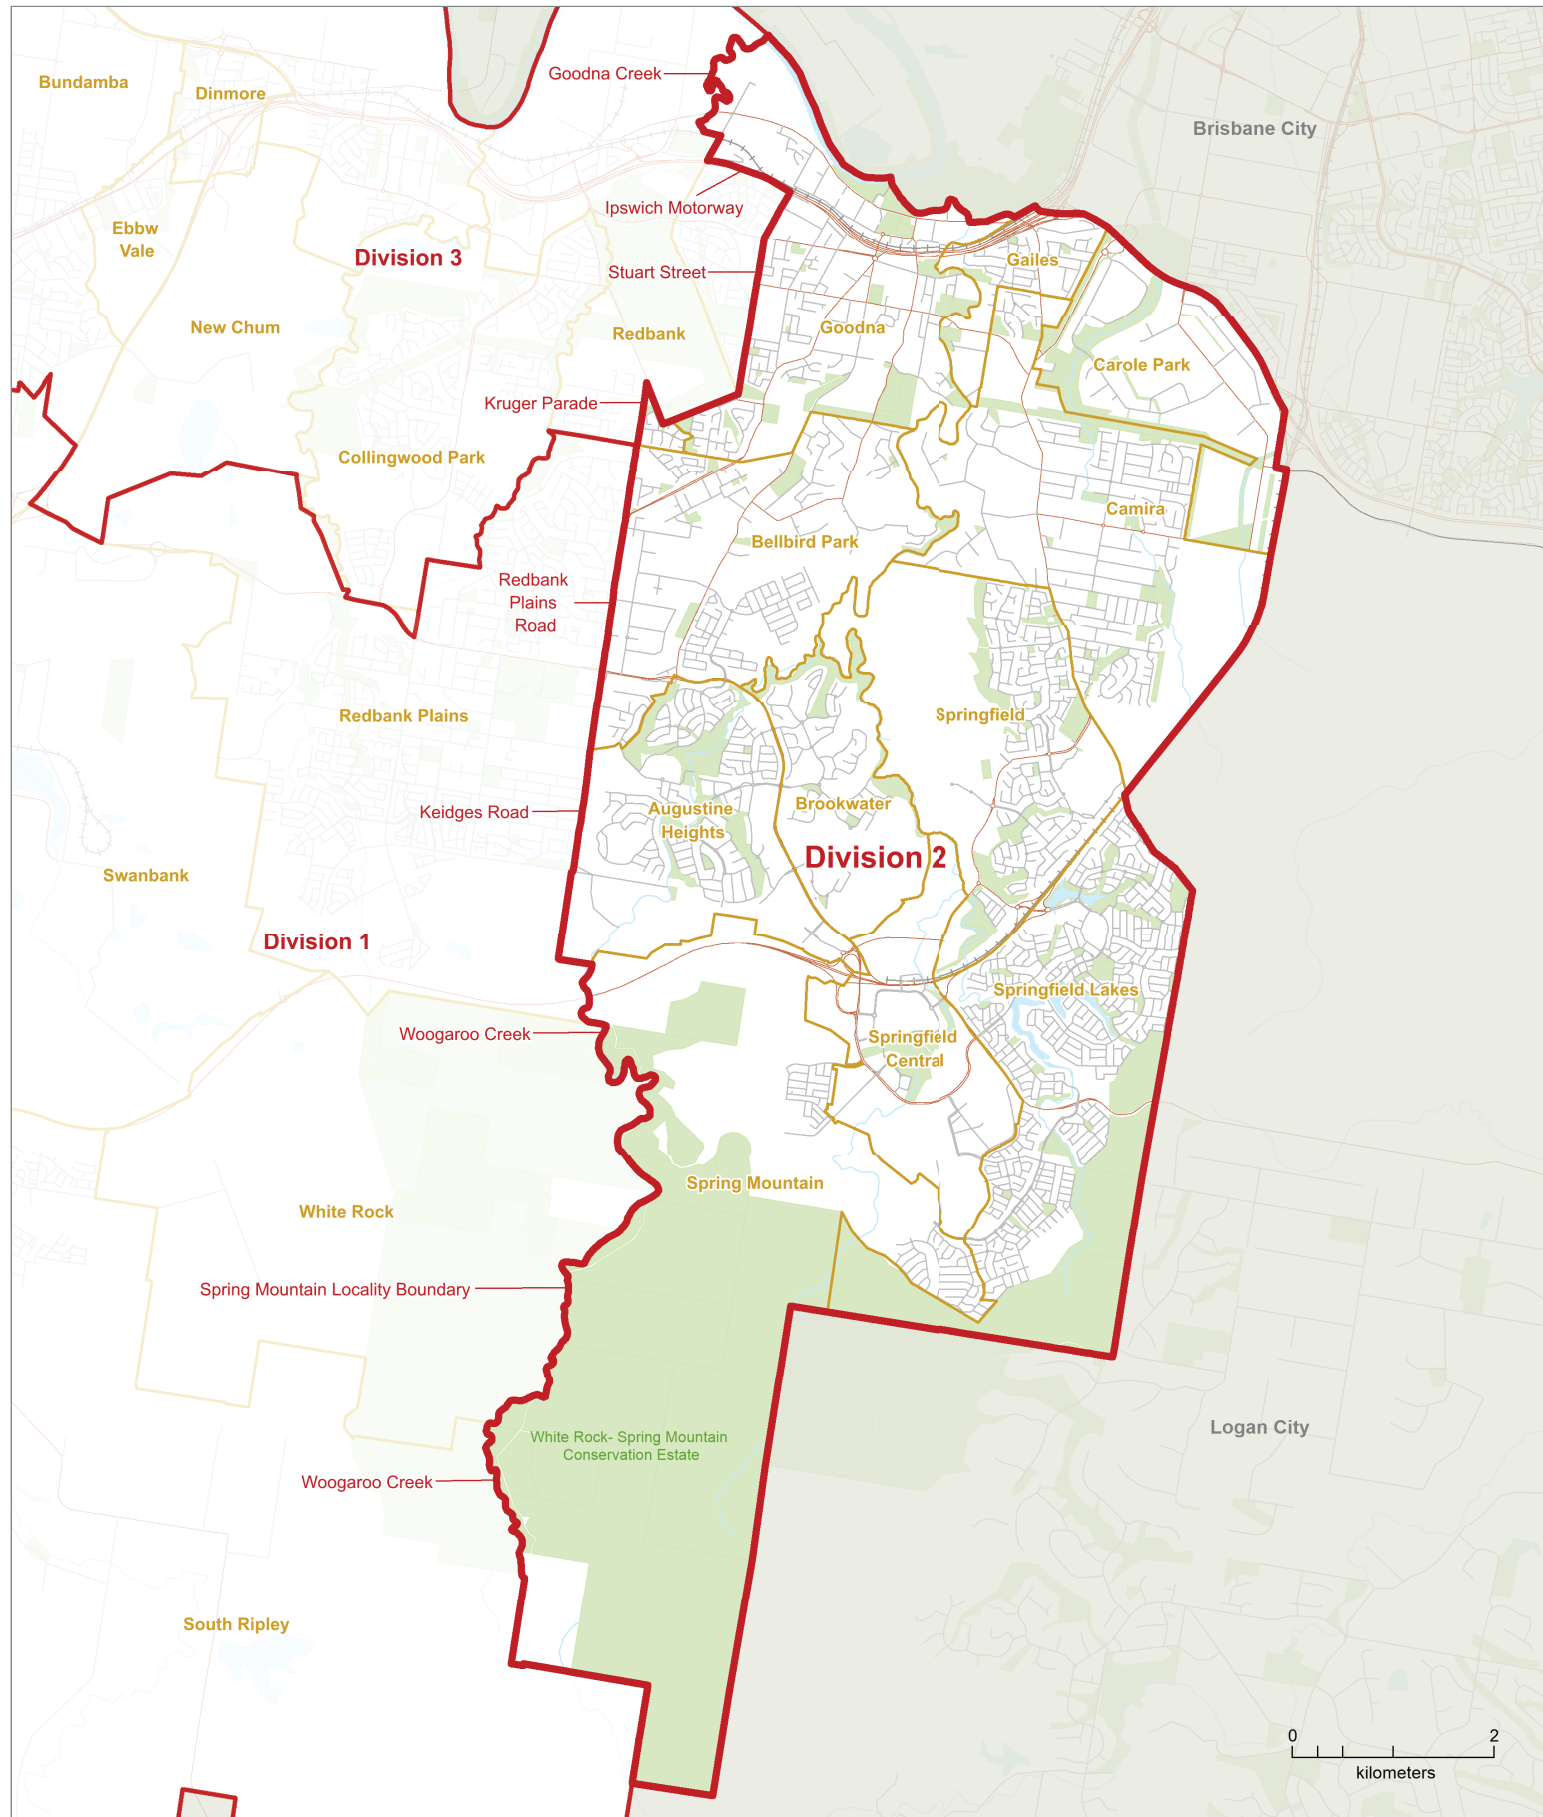 Goodna Creek
Bundamba
Dinmore
Brisbane City
Ipswich Motorway
Ebbw
Vale
Division 3
Gailes
Stuart Street
New Chum
Redbank
Goodna
Carole Park
Kruger Parade
Collingwood Park
Camira
Bellbird Park
Redbank
Plains
Road
Redbank Plains
Springfield
Keidges Road
Augustine
Heights
Brookwater
Division 2
Swanbank
Division 1
Springfield Lakes
Woogaroo Creek
Springfield
Central
Spring Mountain
White Rock
Spring Mountain Locality Boundary
Logan City
White Rock- Spring Mountain
Conservation Estate
Woogaroo Creek
South Ripley
0 2
kilometers